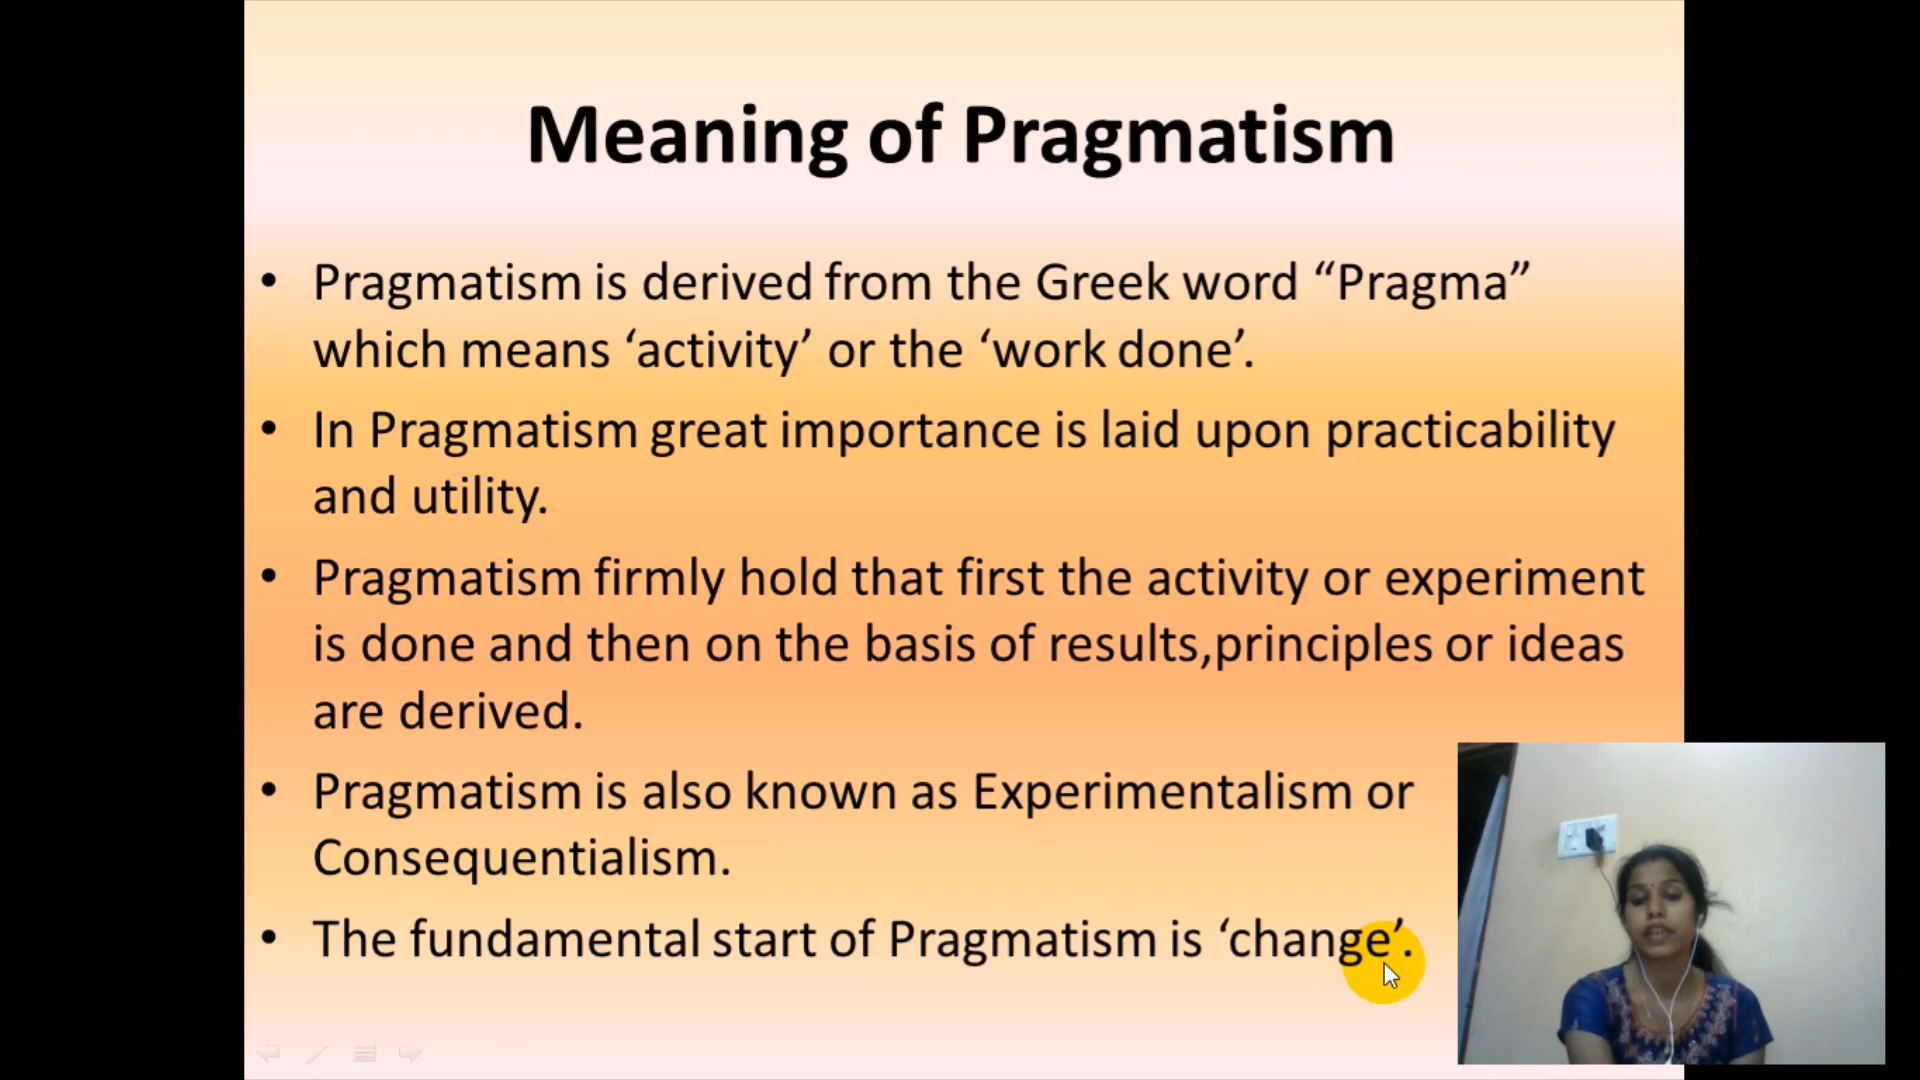 Meaning of Pragmatism
• Pragmatism is derived from the Greek word “Pragma”
which means ‘activity’ or the ‘work done’.
• In Pragmatism great importance is laid upon practicability
and utility.
• Pragmatism firmly hold that first the activity or experiment
is done and then on the basis of results,principles or ideas
are derived.
• Pragmatism is also known as Experimentalism or
Consequentialism.
• The fundamental start of Pragmatism is ‘change’.